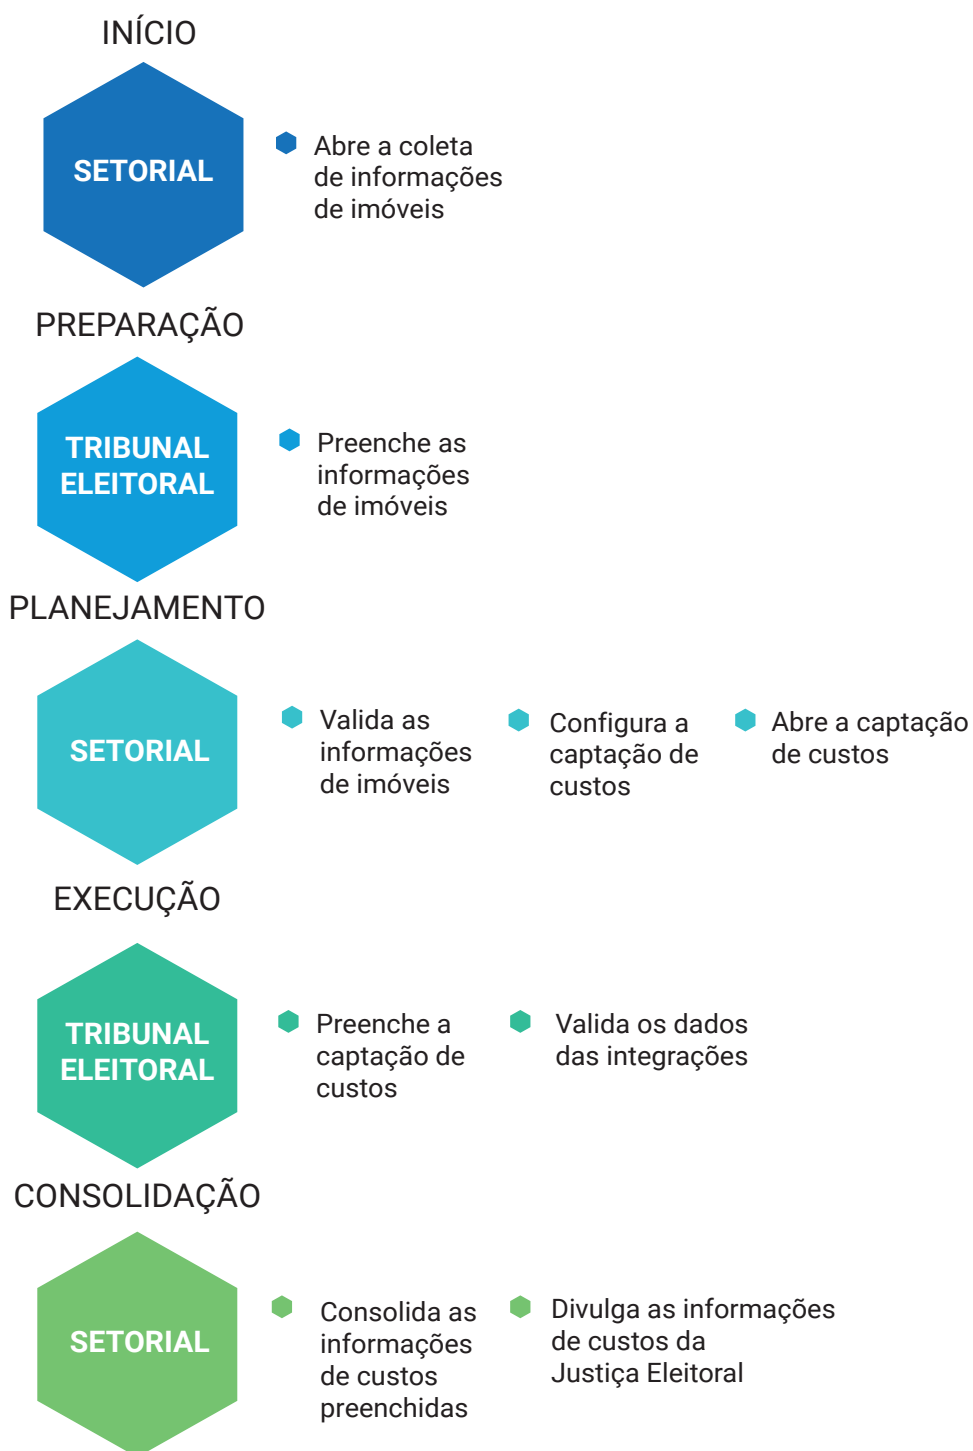 INÍCIO
SETORIAL
Abre a coleta
de informações
de imóveis
PREPARAÇÃO
TRIBUNAL
ELEITORAL
Preenche as
informações
de imóveis
PLANEJAMENTO
SETORIAL
Valida as
informações
de imóveis
Configura a
captação de
custos
Abre a captação
de custos
EXECUÇÃO
TRIBUNAL
ELEITORAL
Preenche a
captação de
custos
Valida os dados
das integrações
CONSOLIDAÇÃO
SETORIAL
Consolida as
informações
de custos
preenchidas
Divulga as informações
de custos da
Justiça Eleitoral